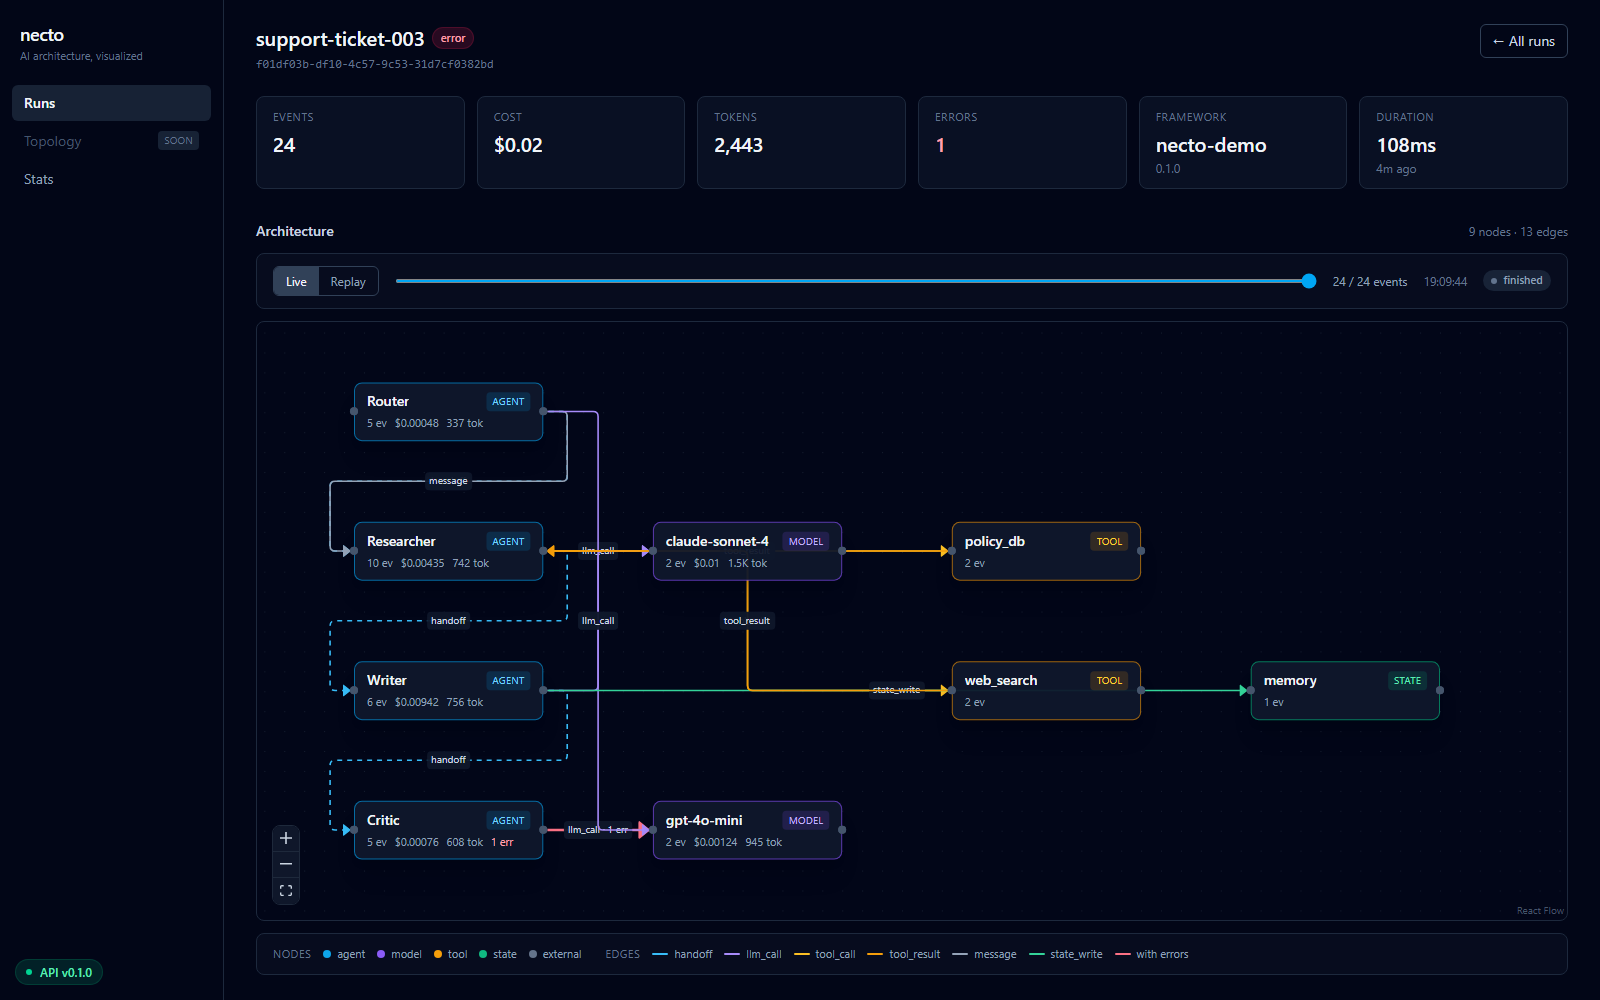 necto
AI architecture, visualized
Runs
Topology SOON
Stats
API v0.1.0
support-ticket-003 error
f01df03b-df10-4c57-9c53-31d7cf0382bd
← All runs
EVENTS
24
COST
$0.02
TOKENS
2,443
ERRORS
1
FRAMEWORK
necto-demo
0.1.0
DURATION
108ms
4m ago
Architecture
9 nodes · 13 edges
Live Replay
24 / 24 events 19:09:44 finished
Router AGENT
5 ev $0.00048 337 tok
message
Researcher AGENT
10 ev $0.00435 742 tok
llm_call
claude-sonnet-4 MODEL
2 ev $0.01 1.5K tok
policy_db TOOL
2 ev
handoff
llm_call
tool_result
Writer AGENT
6 ev $0.00942 756 tok
state_write
web_search TOOL
2 ev
memory STATE
1 ev
handoff
Critic AGENT
5 ev $0.00076 608 tok 1 err
llm_call · 1 err
gpt-4o-mini MODEL
2 ev $0.00124 945 tok
React Flow
NODES agent model tool state external EDGES handoff llm_call tool_call tool_result message state_write with errors